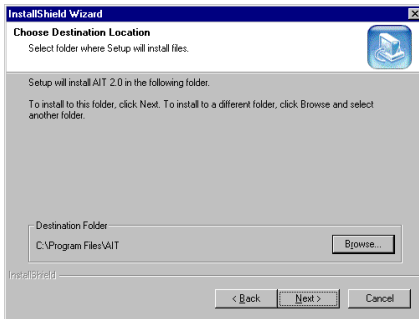 InstallShield Wizard
Choose Destination Location
Select folder where Setup will install files.
Setup will install AIT 2.0 in the following folder.
To install to this folder, click Next. To install to a different folder, click Browse and select
another folder.
Destination Folder
C:\Program Files\AIT
Browse...
InstallShield
< Back
Next >
Cancel